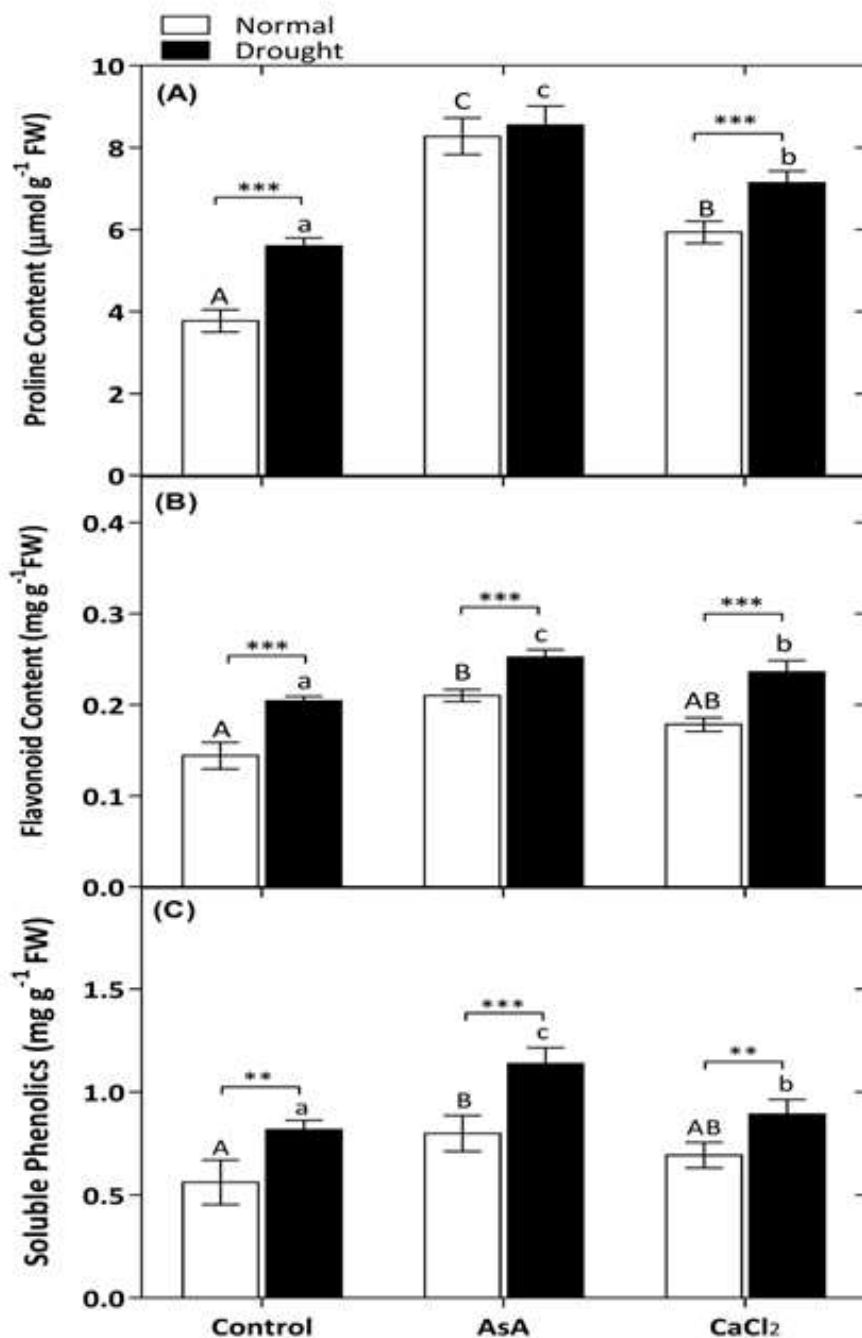 Normal
Drought
10
8
6
4
2
0
Proline Content (μmol g⁻¹ FW)
(A)
***
A
a
C
c
***
B
b
0.4
0.3
0.2
0.1
0.0
Flavonoid Content (mg g⁻¹FW)
(B)
***
A
a
***
B
c
***
AB
b
1.5
1.0
0.5
0.0
Soluble Phenolics (mg g⁻¹ FW)
(C)
**
A
a
***
B
c
**
AB
b
Control AsA CaCl₂